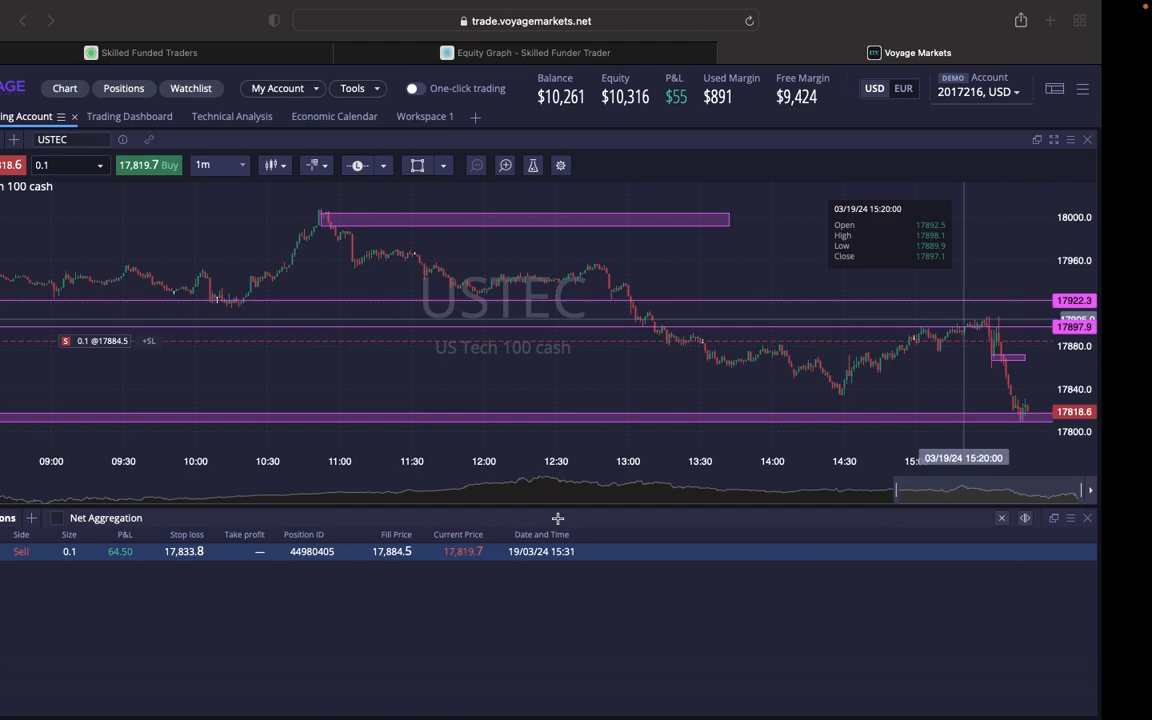 trade.voyagemarkets.net
Skilled Funded Traders Equity Graph - Skilled Funder Trader Voyage Markets
AGE Chart Positions Watchlist My Account Tools One-click trading
Balance Equity P&L Used Margin Free Margin
$10,261 $10,316 $55 $891 $9,424
USD EUR
DEMO Account
2017216, USD
ing Account Trading Dashboard Technical Analysis Economic Calendar Workspace 1
USTEC
818.6 0.1 17,819.7 Buy 1m L
h 100 cash
03/19/24 15:20:00
Open 17892.5
High 17898.1
Low 17889.9
Close 17897.1
USTEC
US Tech 100 cash
18000.0
17960.0
17922.3
17905.0
17897.9
17880.0
17840.0
17818.6
17800.0
S 0.1 @17884.5 +SL
09:00 09:30 10:00 10:30 11:00 11:30 12:00 12:30 13:00 13:30 14:00 14:30 15:0 03/19/24 15:20:00
ons Net Aggregation
Side Size P&L Stop loss Take profit Position ID Fill Price Current Price Date and Time
Sell 0.1 64.50 17,833.8 — 44980405 17,884.5 17,819.7 19/03/24 15:31